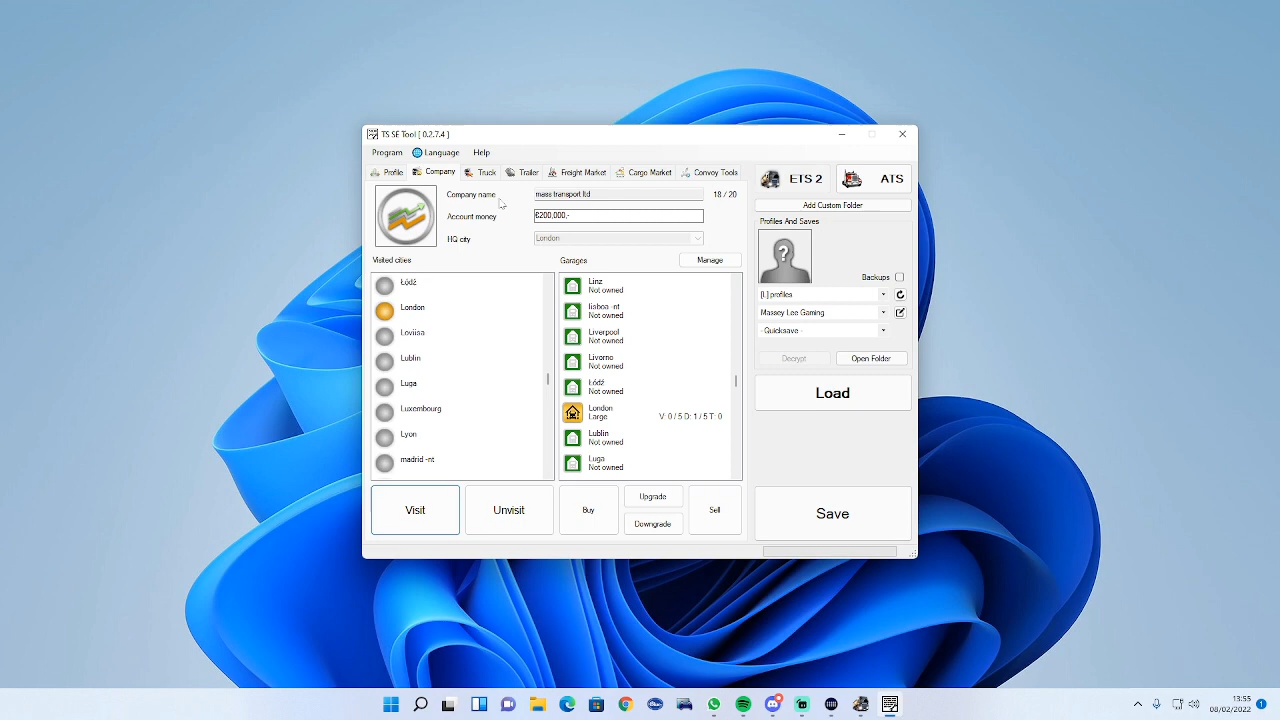 TS SE Tool [ 0.2.7.4 ]
Program Language Help
Profile Company Truck Trailer Freight Market Cargo Market Convoy Tools
ETS 2 ATS
Company name mass transport ltd 18 / 20
Add Custom Folder
Account money €200,000,-
Profiles And Saves
HQ city London
Visited cities Garages Manage
Backups
Łódź
London
Loviisa
Lublin
Luga
Luxembourg
Lyon
madrid -nt
Linz
Not owned
lisboa -nt
Not owned
Liverpool
Not owned
Livorno
Not owned
Łódź
Not owned
London
Large V: 0 / 5 D: 1 / 5 T: 0
Lublin
Not owned
Luga
Not owned
[L] profiles
Massey Lee Gaming
- Quicksave -
Decrypt Open Folder
Load
Visit Unvisit Buy Upgrade Downgrade Sell
Save
13:55
08/02/2022
1